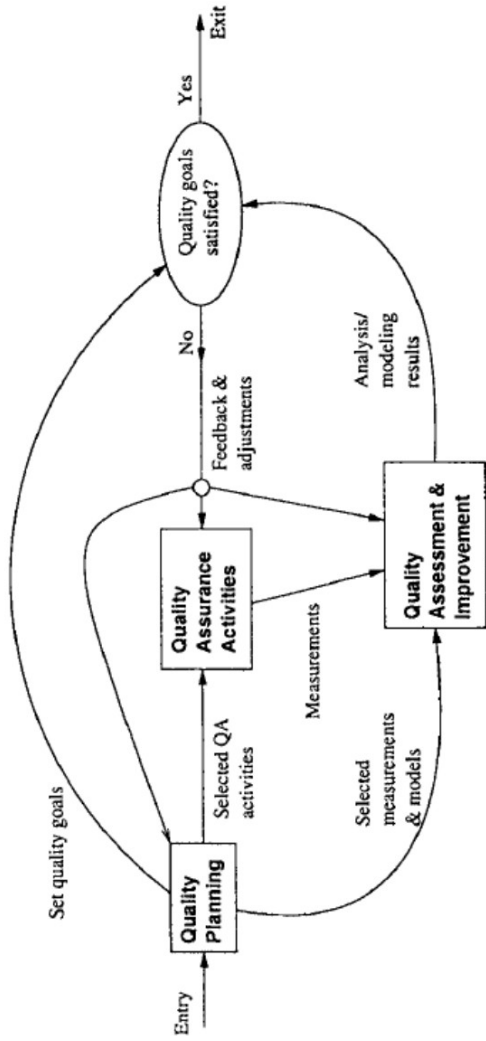 Set quality goals
Entry
Quality
Planning
Selected QA
activities
Quality
Assurance
Activities
Feedback &
adjustments
No
Quality goals
satisfied?
Yes
Exit
Measurements
Selected
measurements
& models
Quality
Assessment &
Improvement
Analysis/
modeling
results